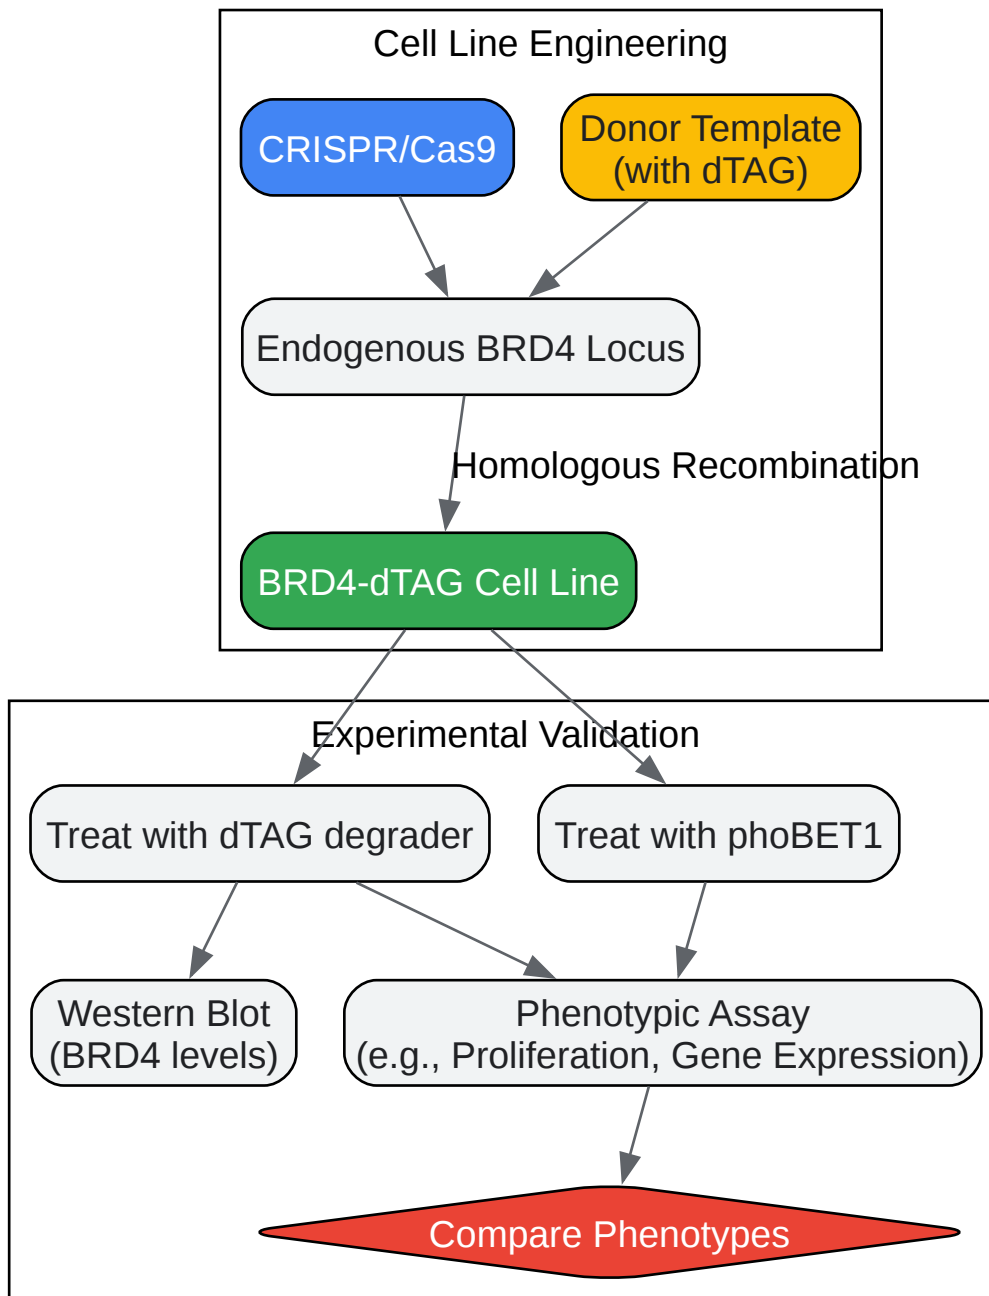 Cell Line Engineering
CRISPR/Cas9
Donor Template
(with dTAG)
Endogenous BRD4 Locus
Homologous Recombination
BRD4-dTAG Cell Line
Experimental Validation
Treat with dTAG degrader
Treat with phoBET1
Western Blot
(BRD4 levels)
Phenotypic Assay
(e.g., Proliferation, Gene Expression)
Compare Phenotypes